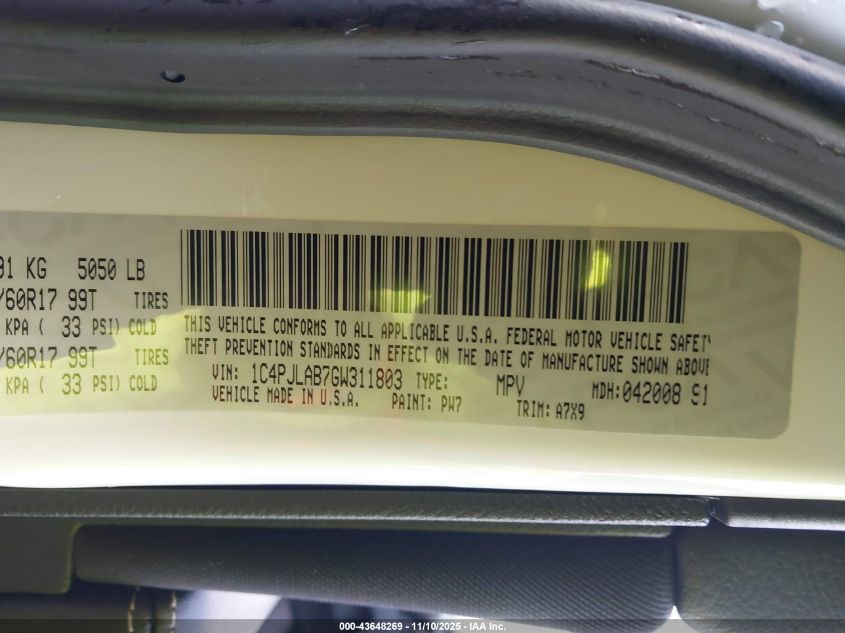 91 KG 5050 LB
/60R17 99T TIRES
KPA ( 33 PSI) COLD
/60R17 99T TIRES
KPA ( 33 PSI) COLD
THIS VEHICLE CONFORMS TO ALL APPLICABLE U.S.A. FEDERAL MOTOR VEHICLE SAFETY
THEFT PREVENTION STANDARDS IN EFFECT ON THE DATE OF MANUFACTURE SHOWN ABOVE
VIN: 1C4PJLAB7GW311803 TYPE: MPV MDH:042008 91
VEHICLE MADE IN U.S.A. PAINT: PW7 TRIM: A7X9
000-43648269 - 11/10/2025 - IAA Inc.